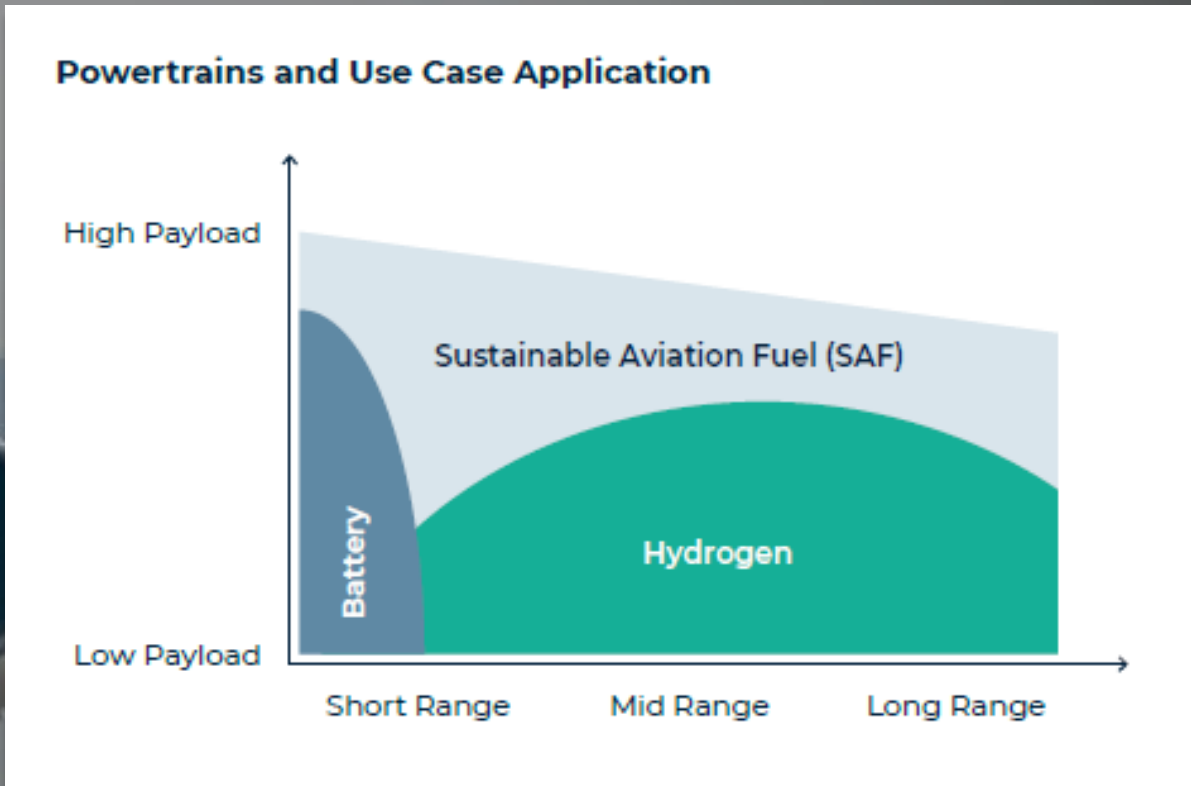 Powertrains and Use Case Application
High Payload
Sustainable Aviation Fuel (SAF)
Battery
Hydrogen
Low Payload
Short Range
Mid Range
Long Range